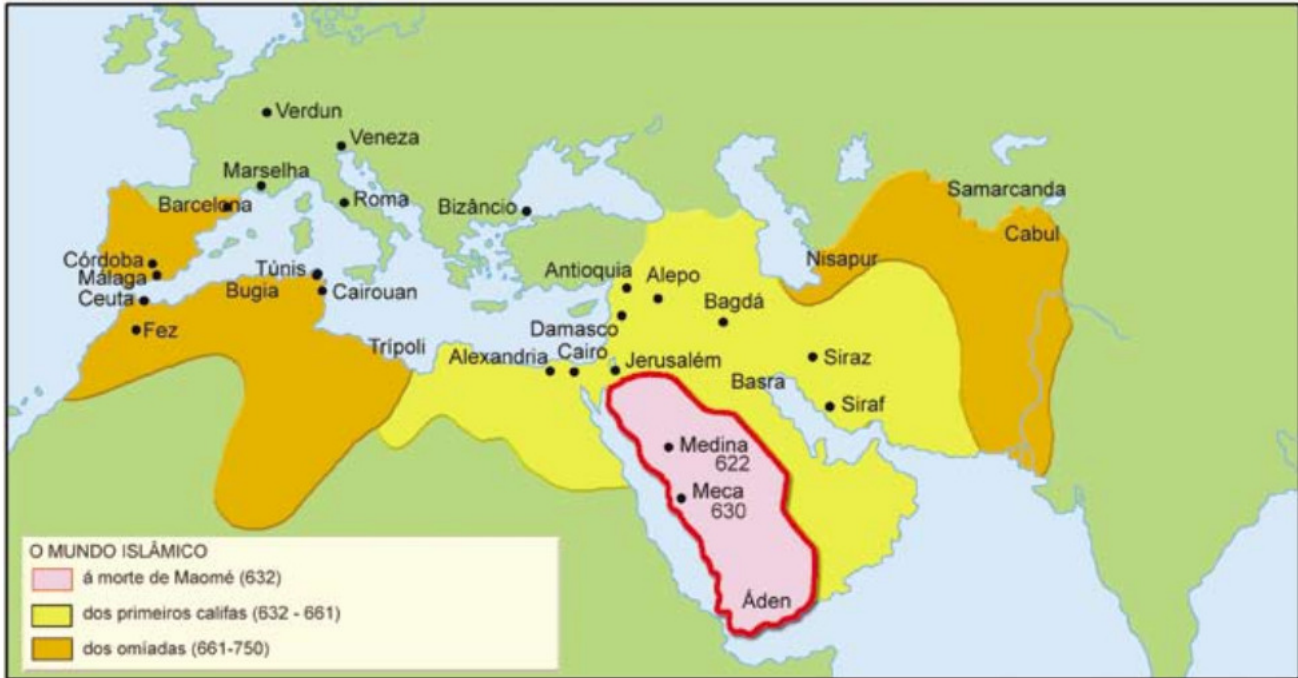 Verdun
Veneza
Marselha
Barcelona
Roma
Bizâncio
Samarcanda
Cabul
Nisapur
Córdoba
Málaga
Ceuta
Túnis
Bugia
Cairouan
Fez
Antioquia
Alepo
Bagdá
Damasco
Trípoli
Alexandria
Cairo
Jerusalém
Siraz
Basra
Siraf
Medina
622
Meca
630
Áden
O MUNDO ISLÂMICO
á morte de Maomé (632)
dos primeiros califas (632 - 661)
dos omíadas (661-750)